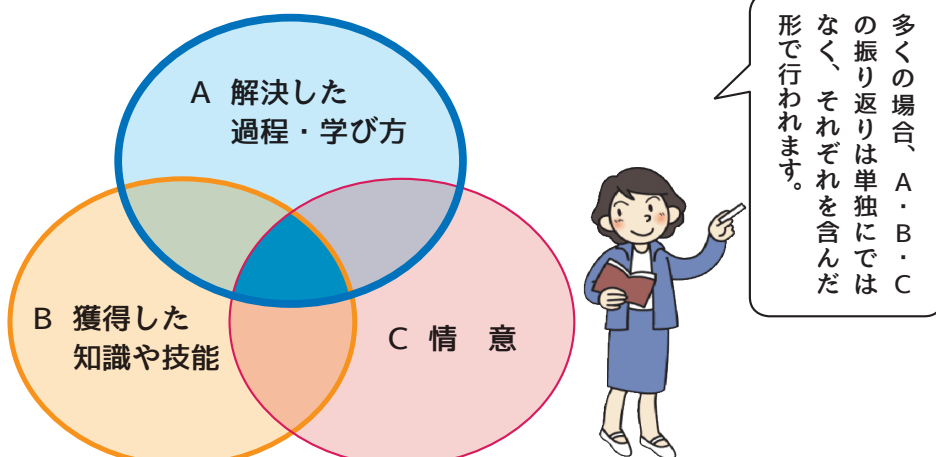 A 解決した
過程・学び方
B 獲得した
知識や技能
C 情 意
多くの場合、A・B・C
の振り返りは単独にでは
なく、それぞれを含んだ
形で行われます。